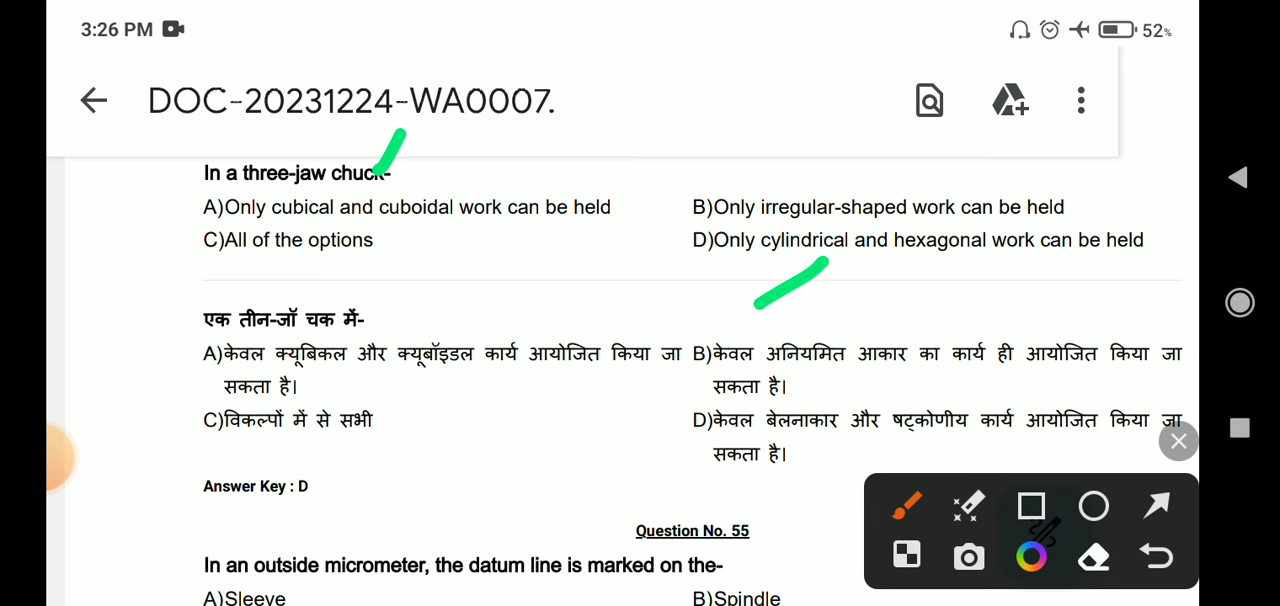 3:26 PM 52%
DOC-20231224-WA0007.
In a three-jaw chuck-
A)Only cubical and cuboidal work can be held B)Only irregular-shaped work can be held
C)All of the options D)Only cylindrical and hexagonal work can be held
एक तीन-जॉ चक में-
A)केवल क्यूबिकल और क्यूबॉइडल कार्य आयोजित किया जा B)केवल अनियमित आकार का कार्य ही आयोजित किया जा
सकता है। सकता है।
C)विकल्पों में से सभी D)केवल बेलनाकार और षट्कोणीय कार्य आयोजित किया जा
सकता है।
Answer Key : D
Question No. 55
In an outside micrometer, the datum line is marked on the-
A)Sleeve B)Spindle